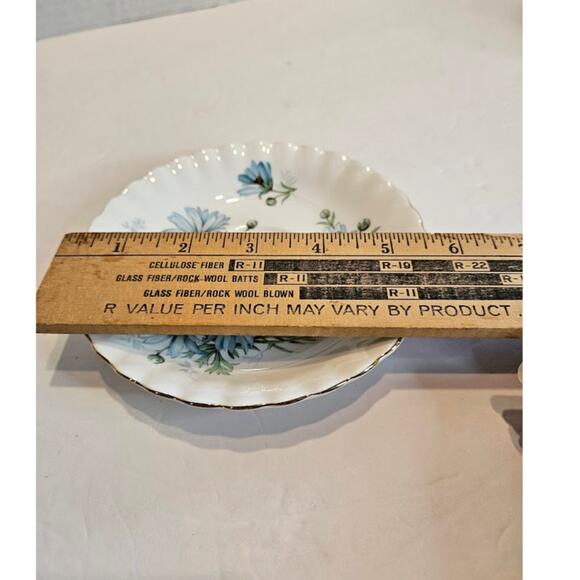 1 2 3 4 5 6
CELLULOSE FIBER R-11 R-19 R-22
GLASS FIBER/ROCK WOOL BATTS R-11 R-1
GLASS FIBER/ROCK WOOL BLOWN R-11
R VALUE PER INCH MAY VARY BY PRODUCT .